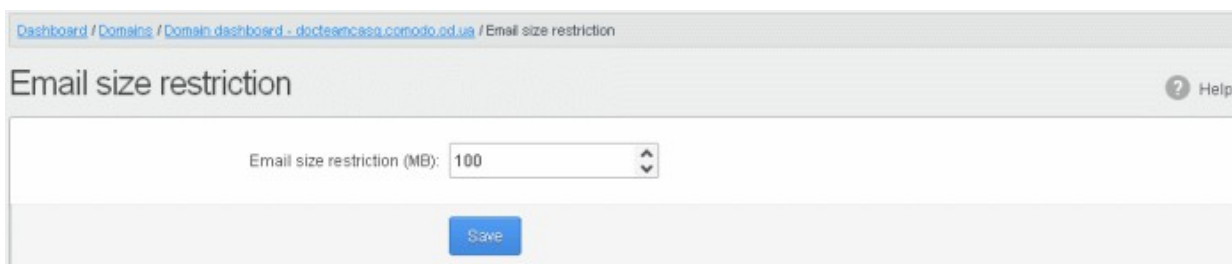 Dashboard / Domains / Domain dashboard - docteamcasg.comodo.od.ua / Email size restriction
Email size restriction
Help
Email size restriction (MB): 100
Save